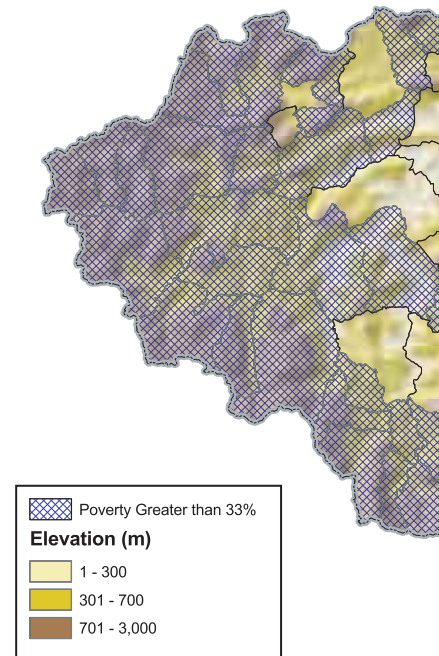 Poverty Greater than 33%
Elevation (m)
1 - 300
301 - 700
701 - 3,000